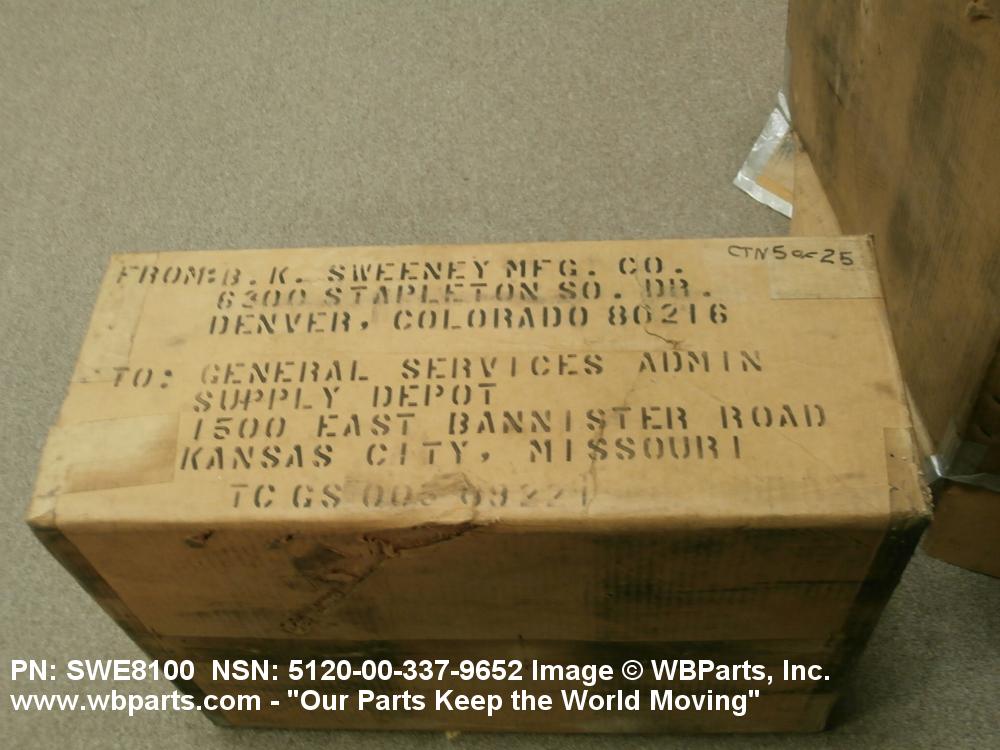 CTN 5 OF 25
FROM: B. K. SWEENEY MFG. CO.
6300 STAPLETON SO. DR.
DENVER, COLORADO 80216
TO: GENERAL SERVICES ADMIN
SUPPLY DEPOT
1500 EAST BANNISTER ROAD
KANSAS CITY, MISSOURI
TC GS
PN: SWE8100 NSN: 5120-00-337-9652 Image © WBParts, Inc.
www.wbparts.com - "Our Parts Keep the World Moving"